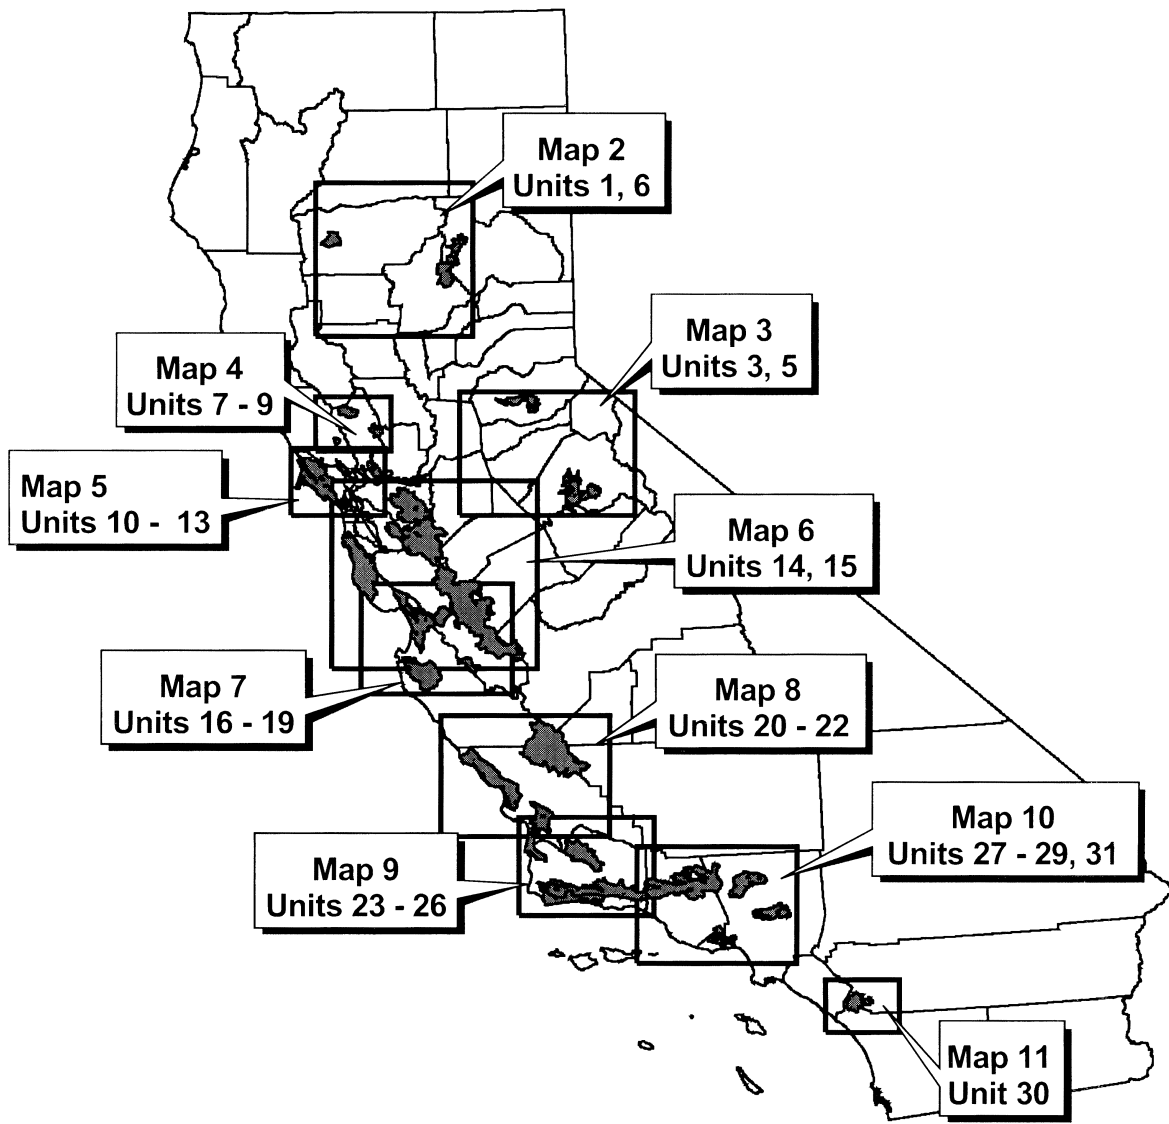 Map 2
Units 1, 6
Map 3
Units 3, 5
Map 4
Units 7 - 9
Map 5
Units 10 - 13
Map 6
Units 14, 15
Map 7
Units 16 - 19
Map 8
Units 20 - 22
Map 10
Units 27 - 29, 31
Map 9
Units 23 - 26
Map 11
Unit 30